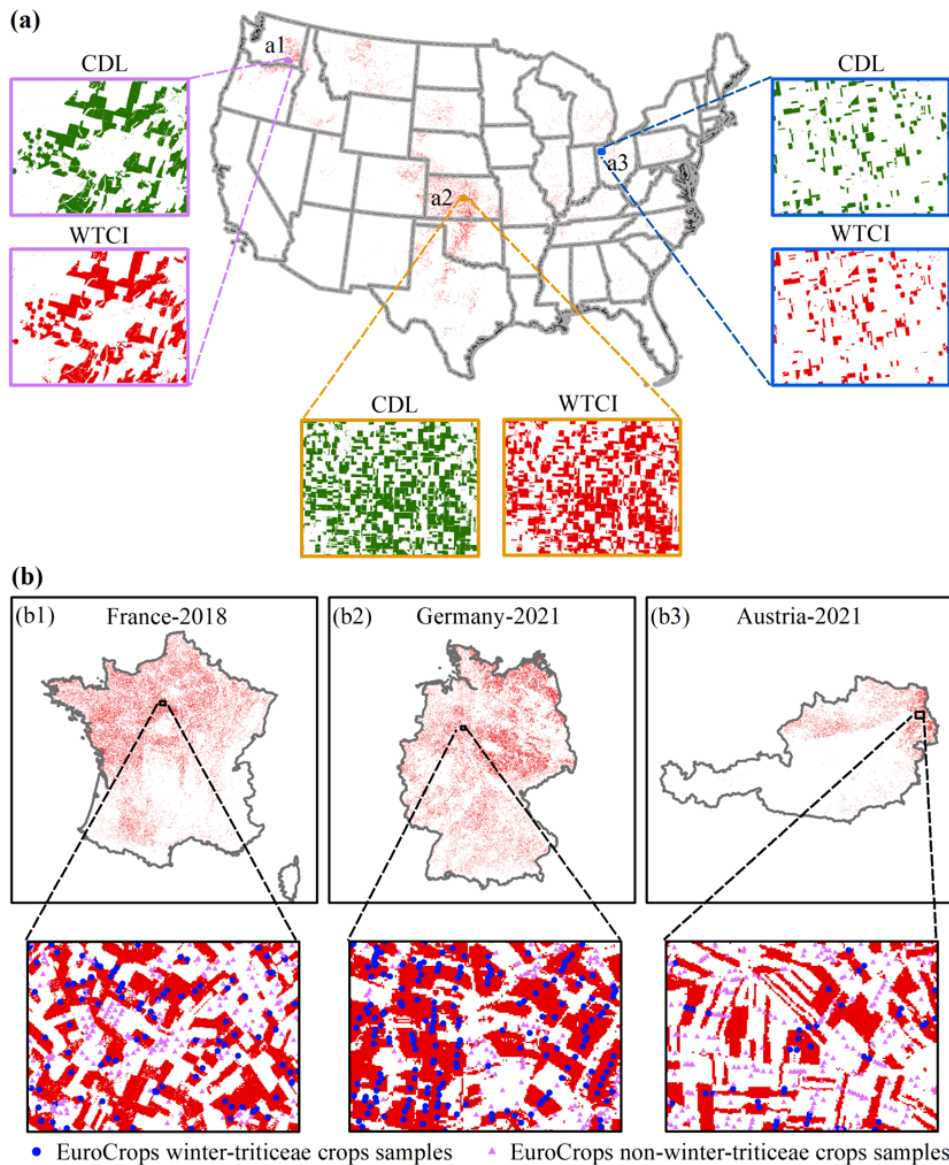 (a)
a1
CDL
CDL
a3
a2
WTCI
WTCI
CDL
WTCI
(b)
(b1) France-2018
(b2) Germany-2021
(b3) Austria-2021
EuroCrops winter-triticeae crops samples
EuroCrops non-winter-triticeae crops samples